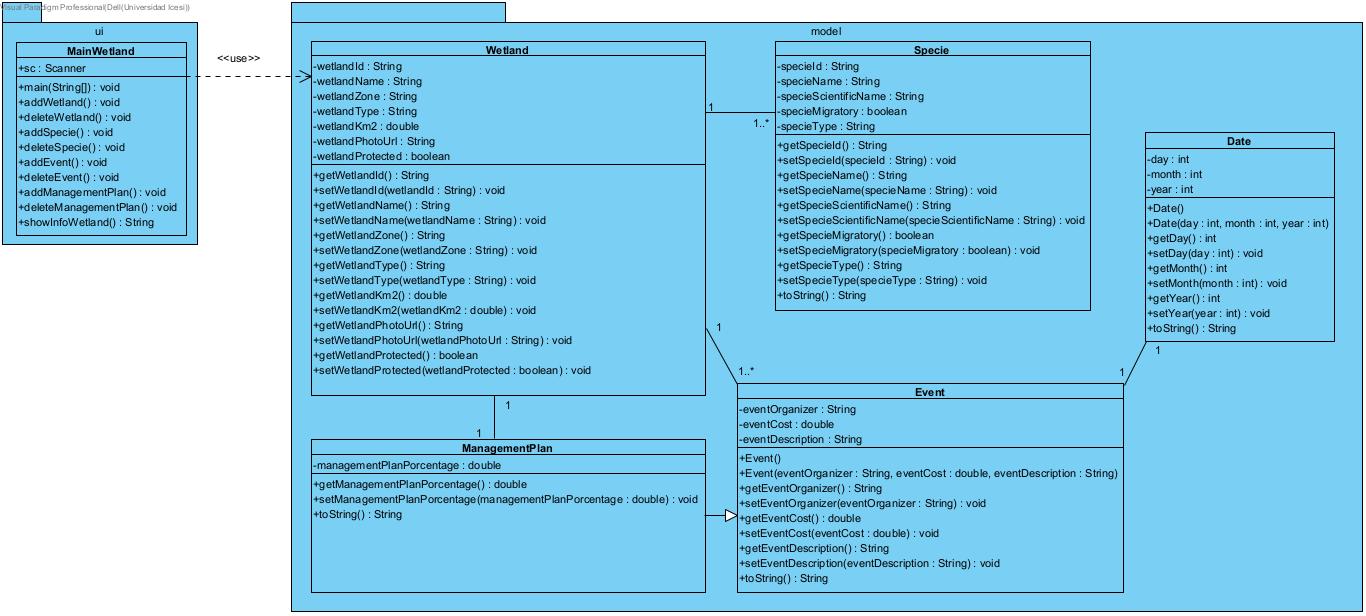 Visual Paradigm Professional(Dell(Universidad Icesi))
ui
MainWetland
+sc : Scanner
+main(String[]) : void
+addWetland() : void
+deleteWetland() : void
+addSpecie() : void
+deleteSpecie() : void
+addEvent() : void
+deleteEvent() : void
+addManagementPlan() : void
+deleteManagementPlan() : void
+showInfoWetland() : String
<<use>>
model
Wetland
-wetlandId : String
-wetlandName : String
-wetlandZone : String
-wetlandType : String
-wetlandKm2 : double
-wetlandPhotoUrl : String
-wetlandProtected : boolean
+getWetlandId() : String
+setWetlandId(wetlandId : String) : void
+getWetlandName() : String
+setWetlandName(wetlandName : String) : void
+getWetlandZone() : String
+setWetlandZone(wetlandZone : String) : void
+getWetlandType() : String
+setWetlandType(wetlandType : String) : void
+getWetlandKm2() : double
+setWetlandKm2(wetlandKm2 : double) : void
+getWetlandPhotoUrl() : String
+setWetlandPhotoUrl(wetlandPhotoUrl : String) : void
+getWetlandProtected() : boolean
+setWetlandProtected(wetlandProtected : boolean) : void
1
1..*
Specie
-specieId : String
-specieName : String
-specieScientificName : String
-specieMigratory : boolean
-specieType : String
+getSpecieId() : String
+setSpecieId(specieId : String) : void
+getSpecieName() : String
+setSpecieName(specieName : String) : void
+getSpecieScientificName() : String
+setSpecieScientificName(specieScientificName : String) : void
+getSpecieMigratory() : boolean
+setSpecieMigratory(specieMigratory : boolean) : void
+getSpecieType() : String
+setSpecieType(specieType : String) : void
+toString() : String
Date
-day : int
-month : int
-year : int
+Date()
+Date(day : int, month : int, year : int)
+getDay() : int
+setDay(day : int) : void
+getMonth() : int
+setMonth(month : int) : void
+getYear() : int
+setYear(year : int) : void
+toString() : String
1
1
1
1..*
1
1
ManagementPlan
-managementPlanPorcentage : double
+getManagementPlanPorcentage() : double
+setManagementPlanPorcentage(managementPlanPorcentage : double) : void
+toString() : String
Event
-eventOrganizer : String
-eventCost : double
-eventDescription : String
+Event()
+Event(eventOrganizer : String, eventCost : double, eventDescription : String)
+getEventOrganizer() : String
+setEventOrganizer(eventOrganizer : String) : void
+getEventCost() : double
+setEventCost(eventCost : double) : void
+getEventDescription() : String
+setEventDescription(eventDescription : String) : void
+toString() : String